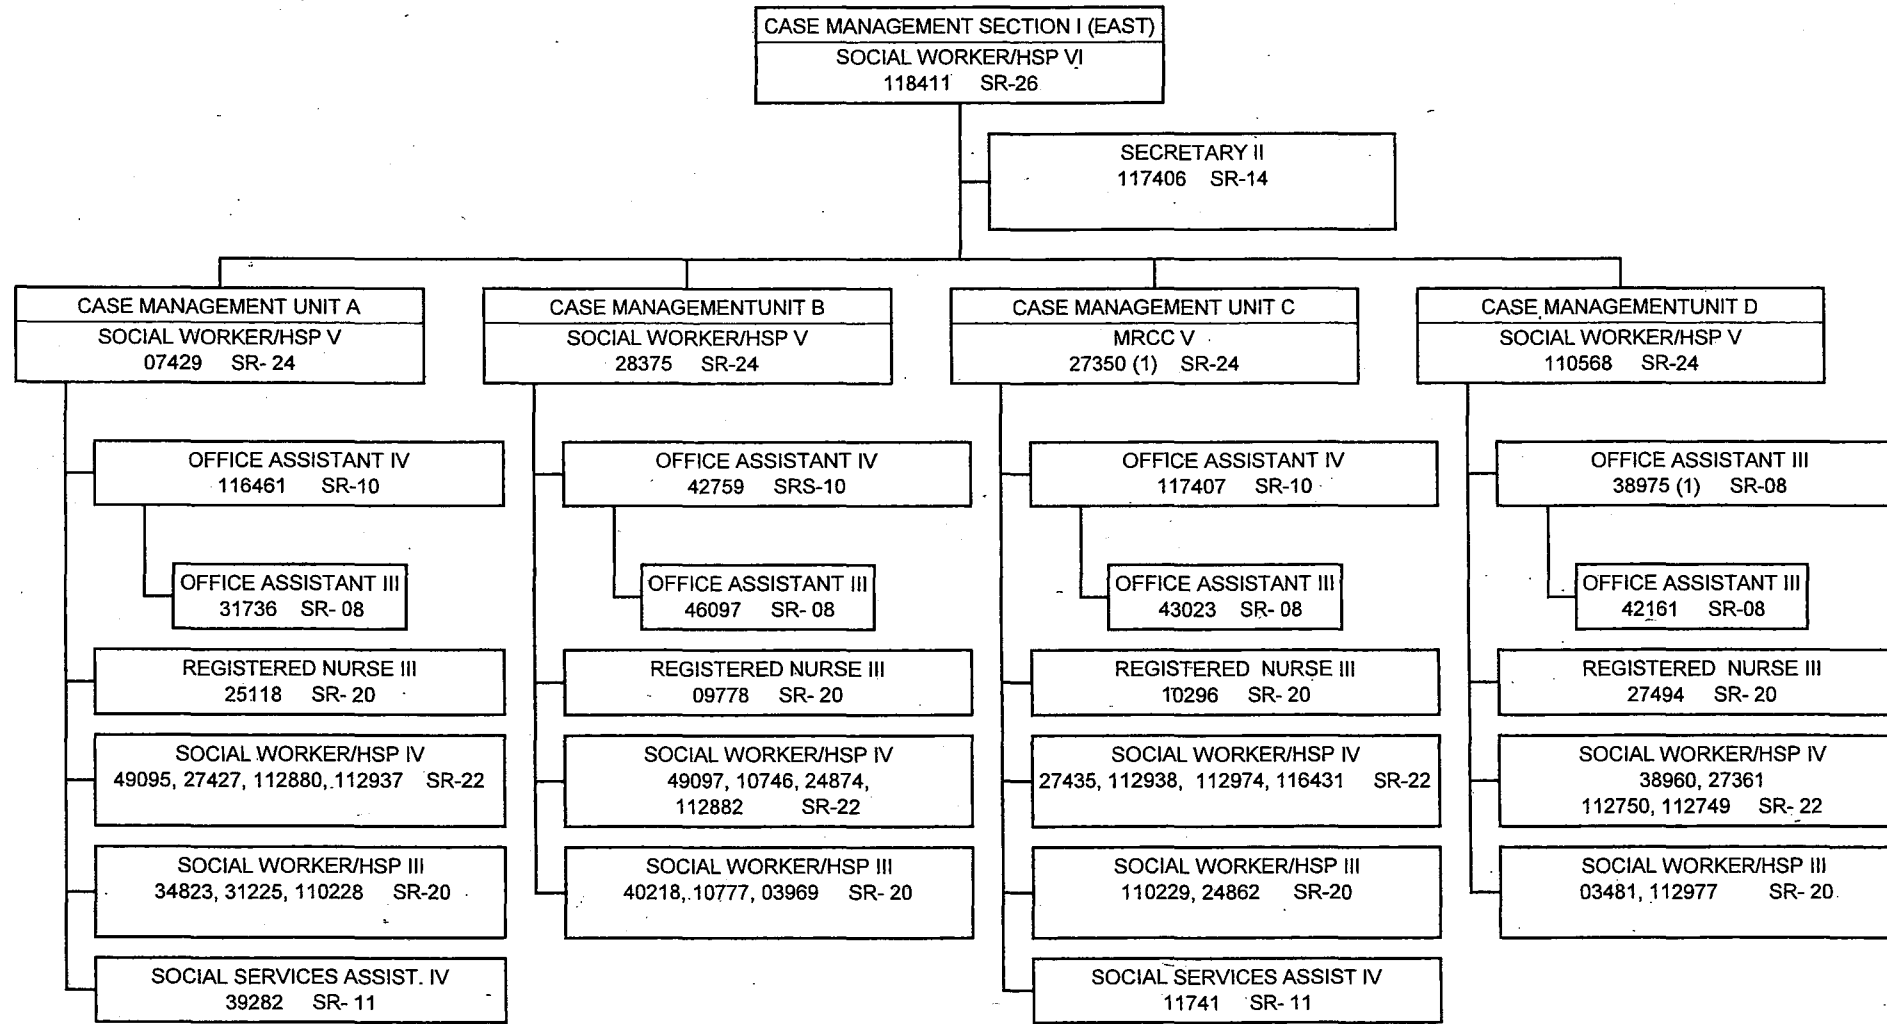 CASE MANAGEMENT SECTION I (EAST)
SOCIAL WORKER/HSP VI
118411 SR-26
SECRETARY II
117406 SR-14
CASE MANAGEMENT UNIT A
SOCIAL WORKER/HSP V
07429 SR- 24
OFFICE ASSISTANT IV
116461 SR-10
OFFICE ASSISTANT III
31736 SR- 08
REGISTERED NURSE III
25118 SR- 20
SOCIAL WORKER/HSP IV
49095, 27427, 112880, 112937 SR-22
SOCIAL WORKER/HSP III
34823, 31225, 110228 SR-20
SOCIAL SERVICES ASSIST. IV
39282 SR- 11
CASE MANAGEMENTUNIT B
SOCIAL WORKER/HSP V
28375 SR-24
OFFICE ASSISTANT IV
42759 SRS-10
OFFICE ASSISTANT III
46097 SR- 08
REGISTERED NURSE III
09778 SR- 20
SOCIAL WORKER/HSP IV
49097, 10746, 24874,
112882 SR-22
SOCIAL WORKER/HSP III
40218, 10777, 03969 SR- 20
CASE MANAGEMENT UNIT C
MRCC V
27350 (1) SR-24
OFFICE ASSISTANT IV
117407 SR-10
OFFICE ASSISTANT III
43023 SR- 08
REGISTERED NURSE III
10296 SR- 20
SOCIAL WORKER/HSP IV
27435, 112938, 112974, 116431 SR-22
SOCIAL WORKER/HSP III
110229, 24862 SR-20
SOCIAL SERVICES ASSIST IV
11741 SR- 11
CASE MANAGEMENTUNIT D
SOCIAL WORKER/HSP V
110568 SR-24
OFFICE ASSISTANT III
38975 (1) SR-08
OFFICE ASSISTANT III
42161 SR-08
REGISTERED NURSE III
27494 SR- 20
SOCIAL WORKER/HSP IV
38960, 27361
112750, 112749 SR- 22
SOCIAL WORKER/HSP III
03481, 112977 SR- 20